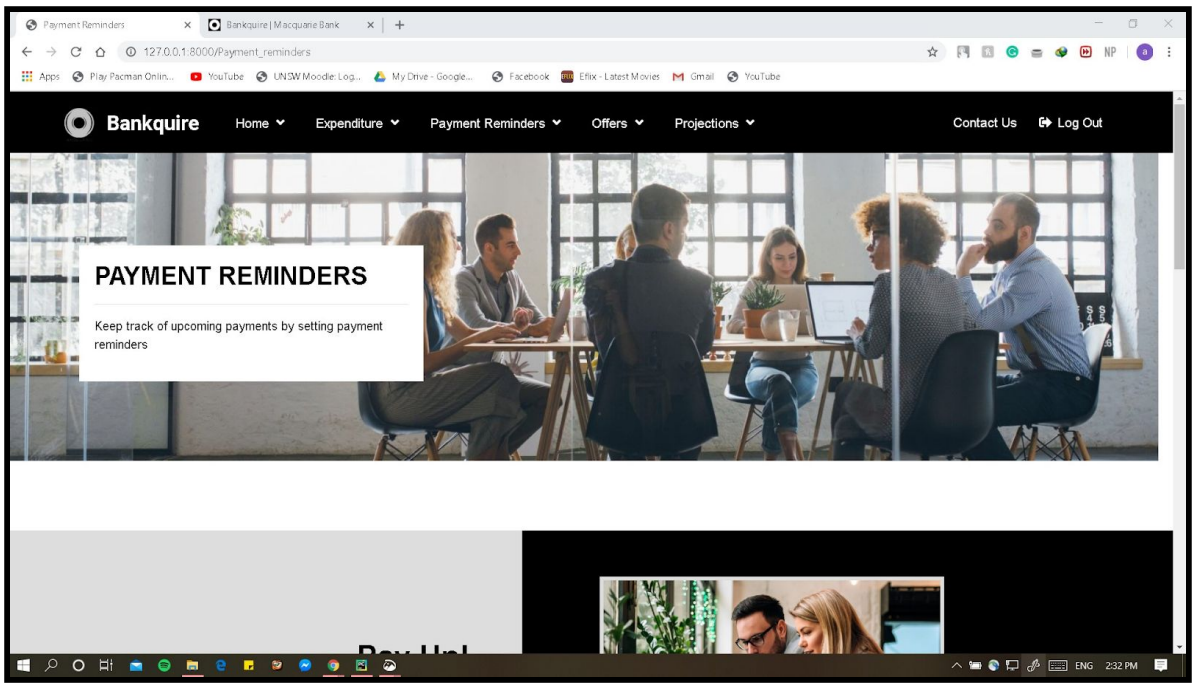 Payment Reminders
Bankquire | Macquarie Bank
127.0.0.1:8000/Payment_reminders
NP
a
Apps
Play Pacman Onlin...
YouTube
UNSW Moodle: Log...
My Drive - Google...
Facebook
Eflix - Latest Movies
Gmail
YouTube
Bankquire
Home
Expenditure
Payment Reminders
Offers
Projections
Contact Us
Log Out
PAYMENT REMINDERS
Keep track of upcoming payments by setting payment
reminders
Pay Up!
ENG
2:32 PM